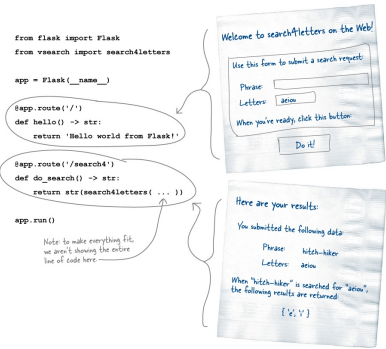 from flask import Flask
from vsearch import search4letters
app = Flask(__name__)
@app.route('/')
def hello() -> str:
return 'Hello world from Flask!'
@app.route('/search4')
def do_search() -> str:
return str(search4letters( ... ))
app.run()
Note: to make everything fit,
we aren't showing the entire
line of code here.
Welcome to search4letters on the Web!
Use this form to submit a search request:
Phrase:
Letters: aeiou
When you're ready, click this button:
Do it!
Here are your results:
You submitted the following data:
Phrase: hitch-hiker
Letters: aeiou
When "hitch-hiker" is searched for "aeiou",
the following results are returned:
{ 'e', 'i' }